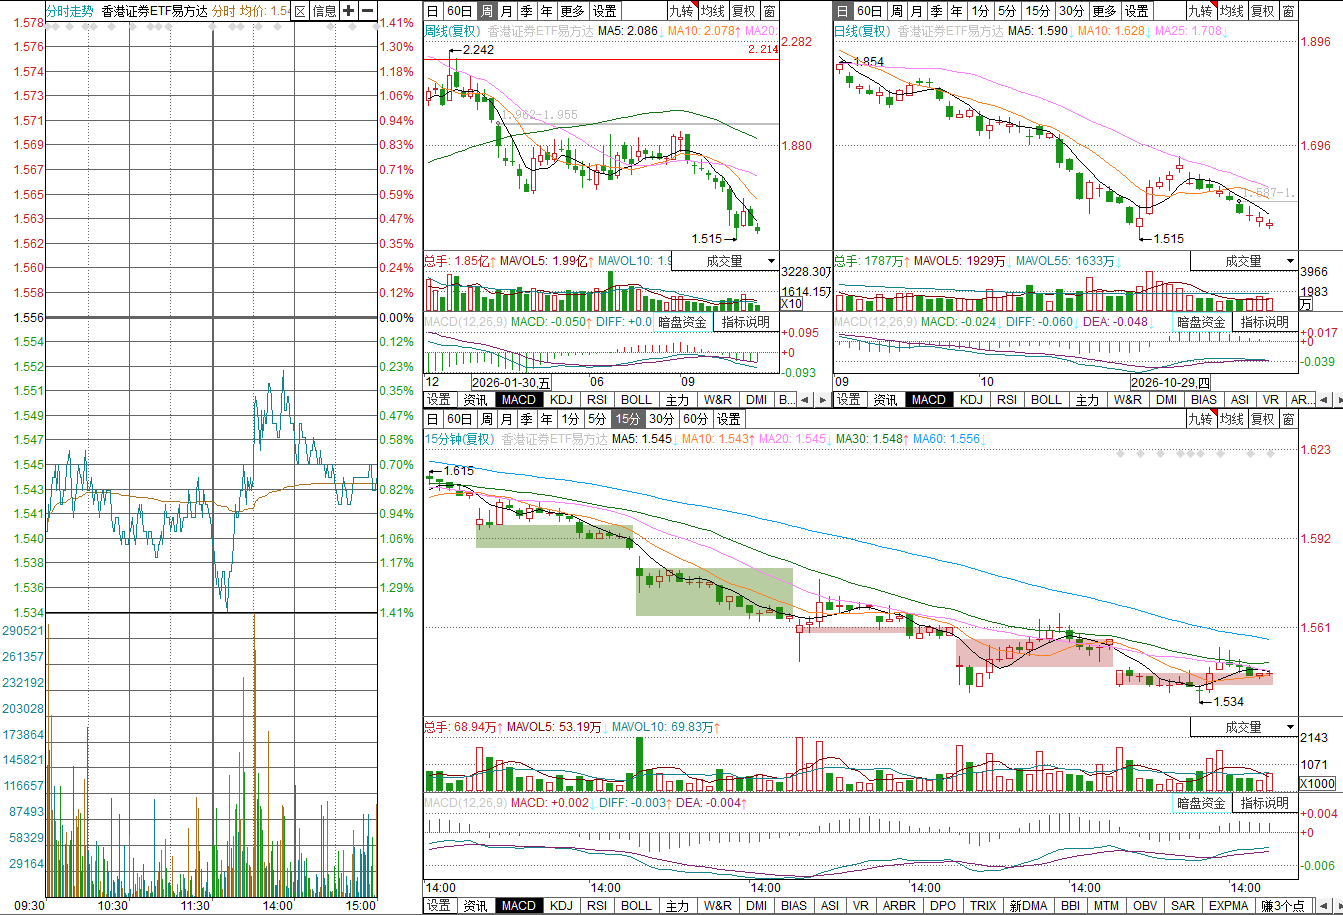 分时走势 香港证券ETF易方达 分时 均价: 1.54 区 信息
1.578 1.41%
1.576 1.30%
1.574 1.18%
1.573 1.06%
1.571 0.94%
1.569 0.83%
1.567 0.71%
1.565 0.59%
1.563 0.47%
1.562 0.35%
1.560 0.24%
1.558 0.12%
1.556 0.00%
1.554 0.12%
1.552 0.23%
1.551 0.35%
1.549 0.47%
1.547 0.58%
1.545 0.70%
1.543 0.82%
1.541 0.94%
1.540 1.06%
1.538 1.17%
1.536 1.29%
1.534 1.41%
290521
261357
232192
203028
173864
145821
116657
87493
58329
29164
09:30 10:30 11:30 14:00 15:00
日 60日 周 月 季 年 更多 设置 九转 均线 复权 窗
周线(复权) 香港证券ETF易方达 MA5: 2.086↓ MA10: 2.078↑ MA20:
2.242
2.214
2.282
1.962-1.955
1.880
1.515
总手: 1.85亿↑ MAVOL5: 1.99亿↑ MAVOL10: 1.9 成交量
3228.30万
1614.15万
X10
MACD(12,26,9) MACD: -0.050↑ DIFF: +0.0 暗盘资金 指标说明
+0.095
+0
-0.093
12 2026-01-30,五 06 09
设置 资讯 MACD KDJ RSI BOLL 主力 W&R DMI B...
日 60日 周 月 季 年 1分 5分 15分 30分 更多 设置 九转 均线 复权 窗
日线(复权) 香港证券ETF易方达 MA5: 1.590↓ MA10: 1.628↓ MA25: 1.708↓
1.896
1.854
1.696
1.587-1.
1.515
总手: 1787万↑ MAVOL5: 1929万↓ MAVOL55: 1633万↓ 成交量
3966
1983
万
MACD(12,26,9) MACD: -0.024↓ DIFF: -0.060↓ DEA: -0.048↓ 暗盘资金 指标说明
+0.017
+0
-0.039
09 10 2026-10-29,四
设置 资讯 MACD KDJ RSI BOLL 主力 W&R DMI BIAS ASI VR AR...
日 60日 周 月 季 年 1分 5分 15分 30分 60分 设置 九转 均线 复权 窗
15分钟(复权) 香港证券ETF易方达 MA5: 1.545↓ MA10: 1.543↑ MA20: 1.545↓ MA30: 1.548↑ MA60: 1.556↓
1.623
1.615
1.592
1.561
1.534
总手: 68.94万↑ MAVOL5: 53.19万↓ MAVOL10: 69.83万↑ 成交量
2143
1071
X1000
MACD(12,26,9) MACD: +0.002↓ DIFF: -0.003↑ DEA: -0.004↑ 暗盘资金 指标说明
+0.004
+0
-0.006
14:00 14:00 14:00 14:00 14:00 14:00
设置 资讯 MACD KDJ RSI BOLL 主力 W&R DMI BIAS ASI VR ARBR DPO TRIX 新DMA BBI MTM OBV SAR EXPMA 赚3个点